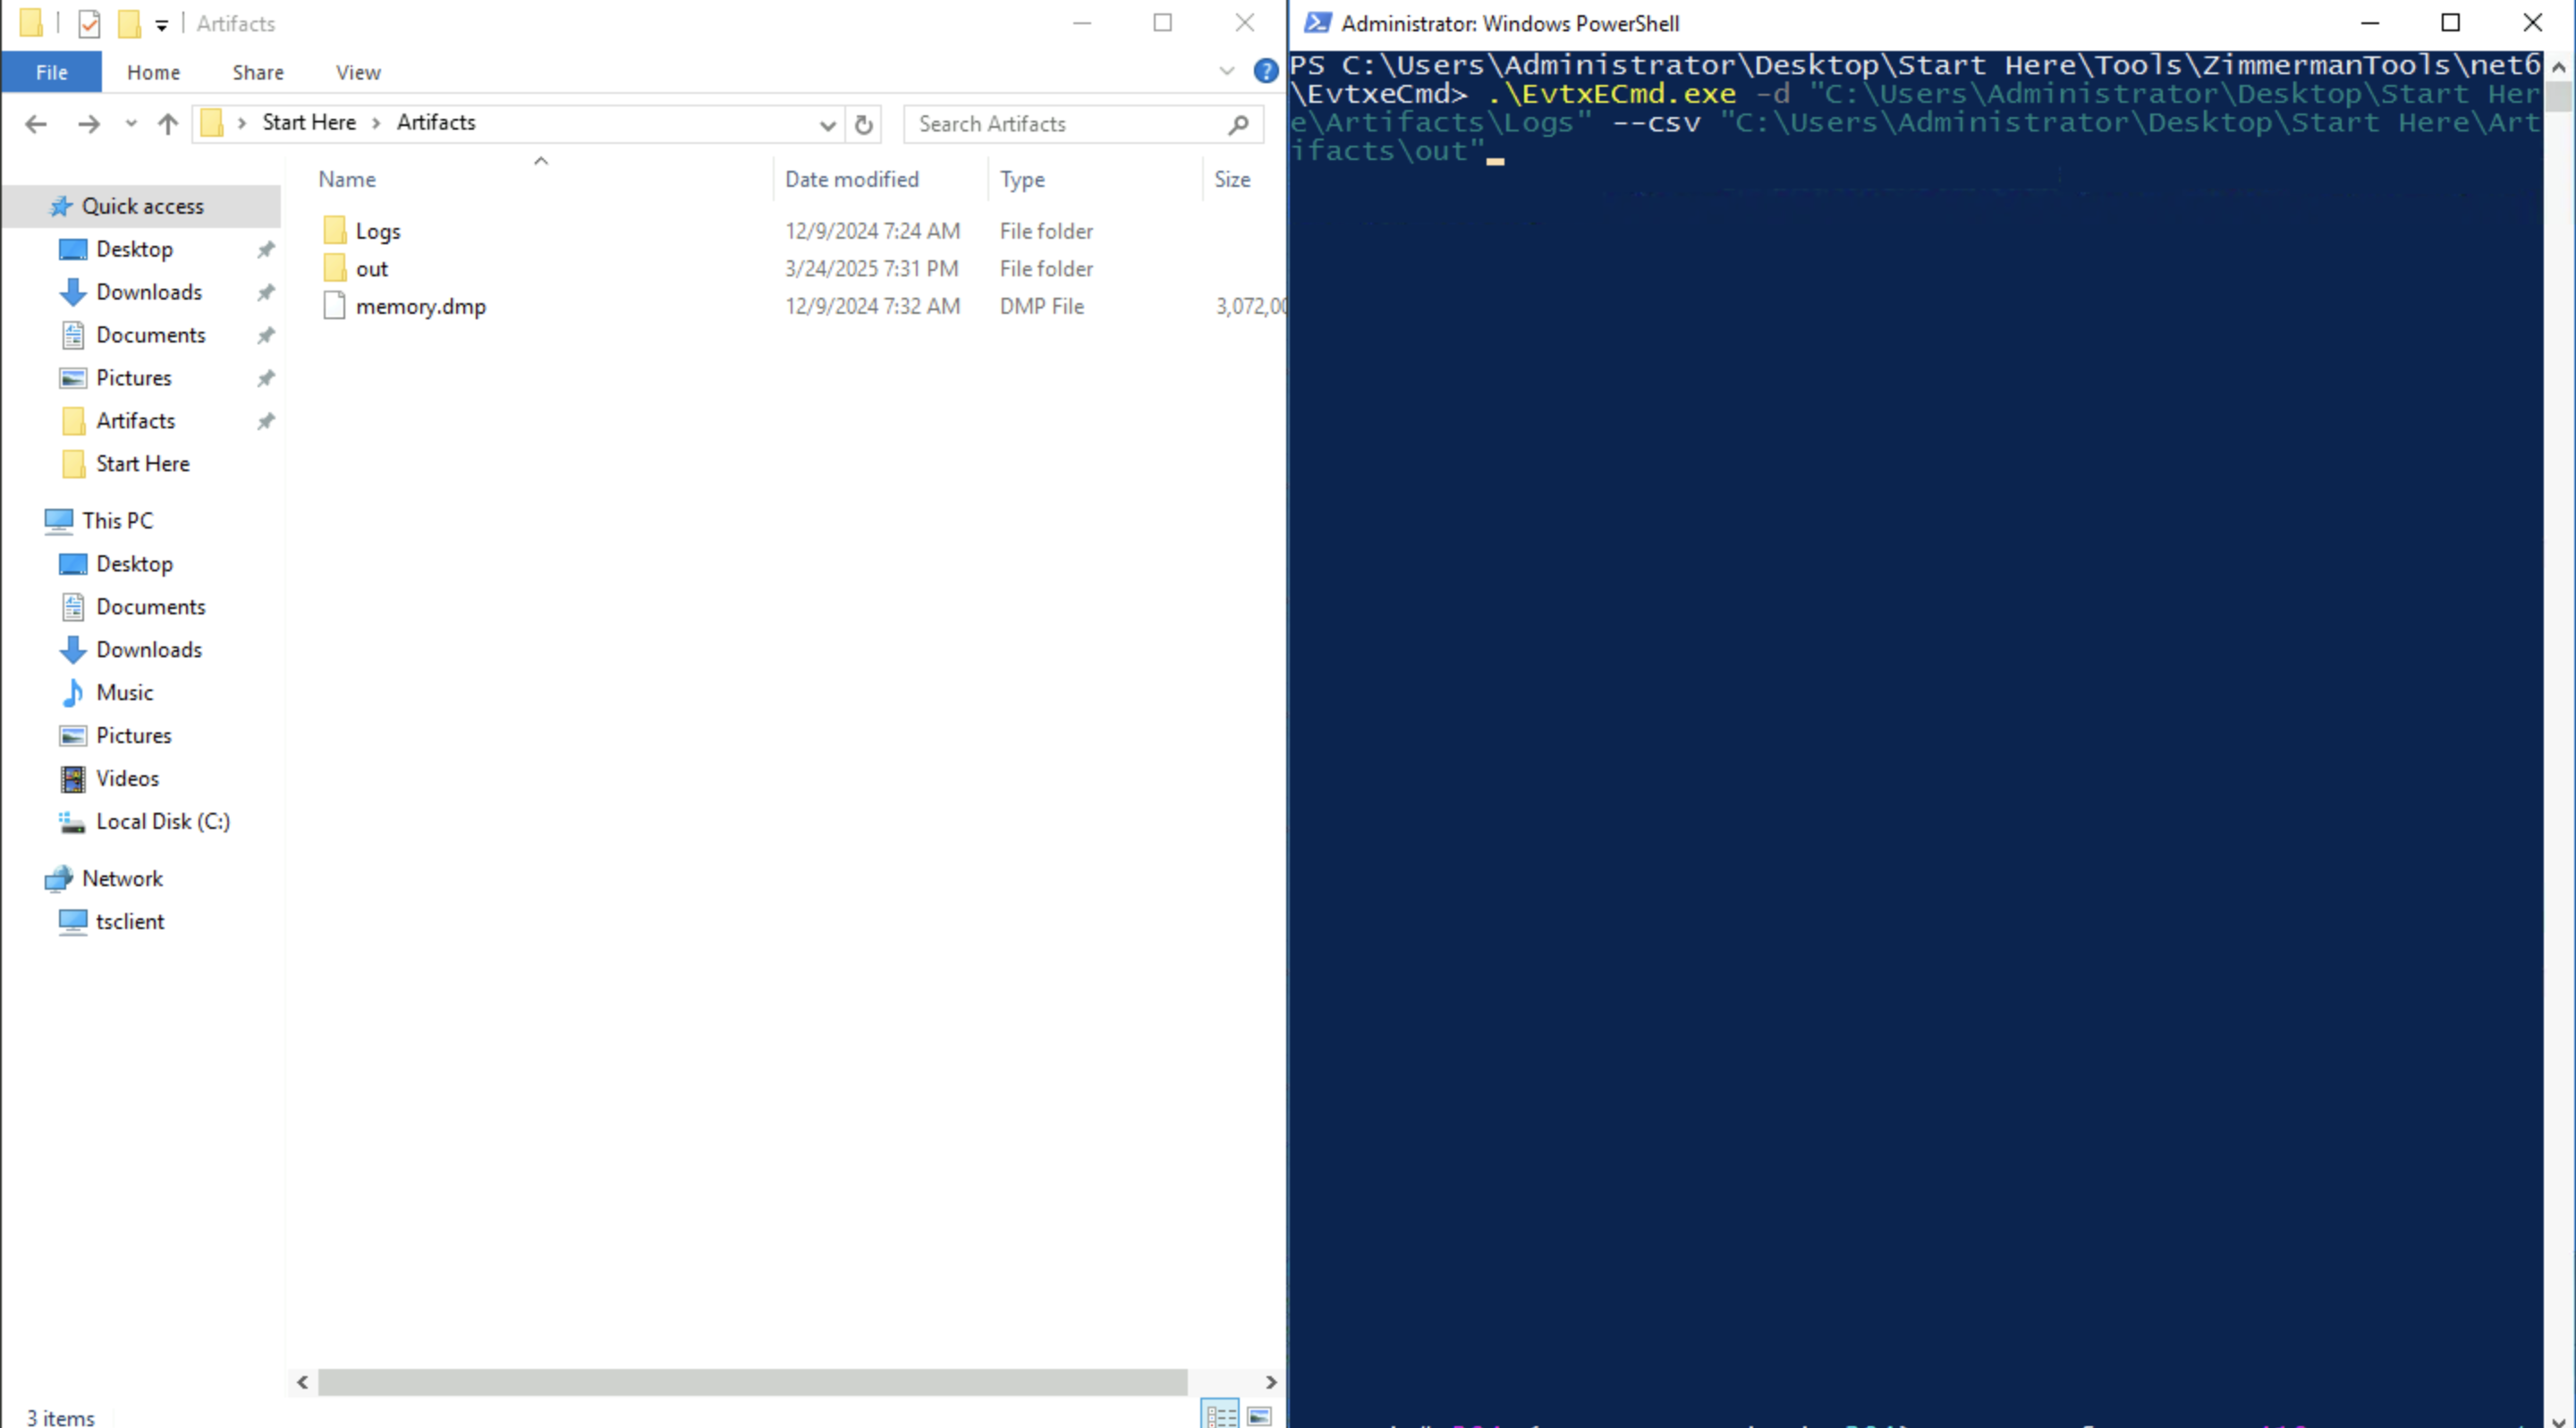 Artifacts
File Home Share View
Start Here Artifacts
Search Artifacts
Name Date modified Type Size
Logs 12/9/2024 7:24 AM File folder
out 3/24/2025 7:31 PM File folder
memory.dmp 12/9/2024 7:32 AM DMP File 3,072,00
Quick access
Desktop
Downloads
Documents
Pictures
Artifacts
Start Here
This PC
Desktop
Documents
Downloads
Music
Pictures
Videos
Local Disk (C:)
Network
tsclient
3 items
Administrator: Windows PowerShell
PS C:\Users\Administrator\Desktop\Start Here\Tools\ZimmermanTools\net6
\EvtxeCmd> .\EvtxECmd.exe -d "C:\Users\Administrator\Desktop\Start Her
e\Artifacts\Logs" --csv "C:\Users\Administrator\Desktop\Start Here\Art
ifacts\out"